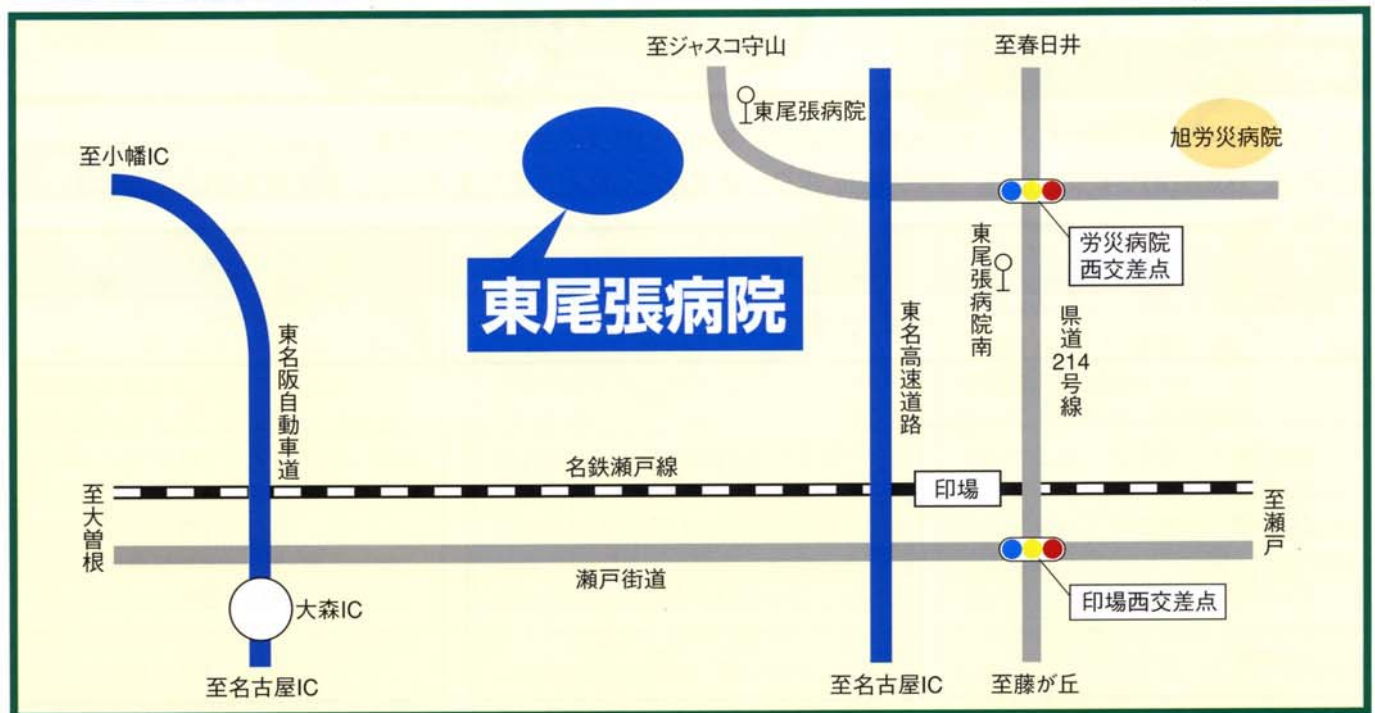 至ジャスコ守山
至春日井
東尾張病院
旭労災病院
至小幡IC
労災病院
西交差点
東尾張病院南
東尾張病院
県道214号線
東名高速道路
東名阪自動車道
名鉄瀬戸線
印場
至大曽根
至瀬戸
瀬戸街道
大森IC
印場西交差点
至名古屋IC
至名古屋IC
至藤が丘